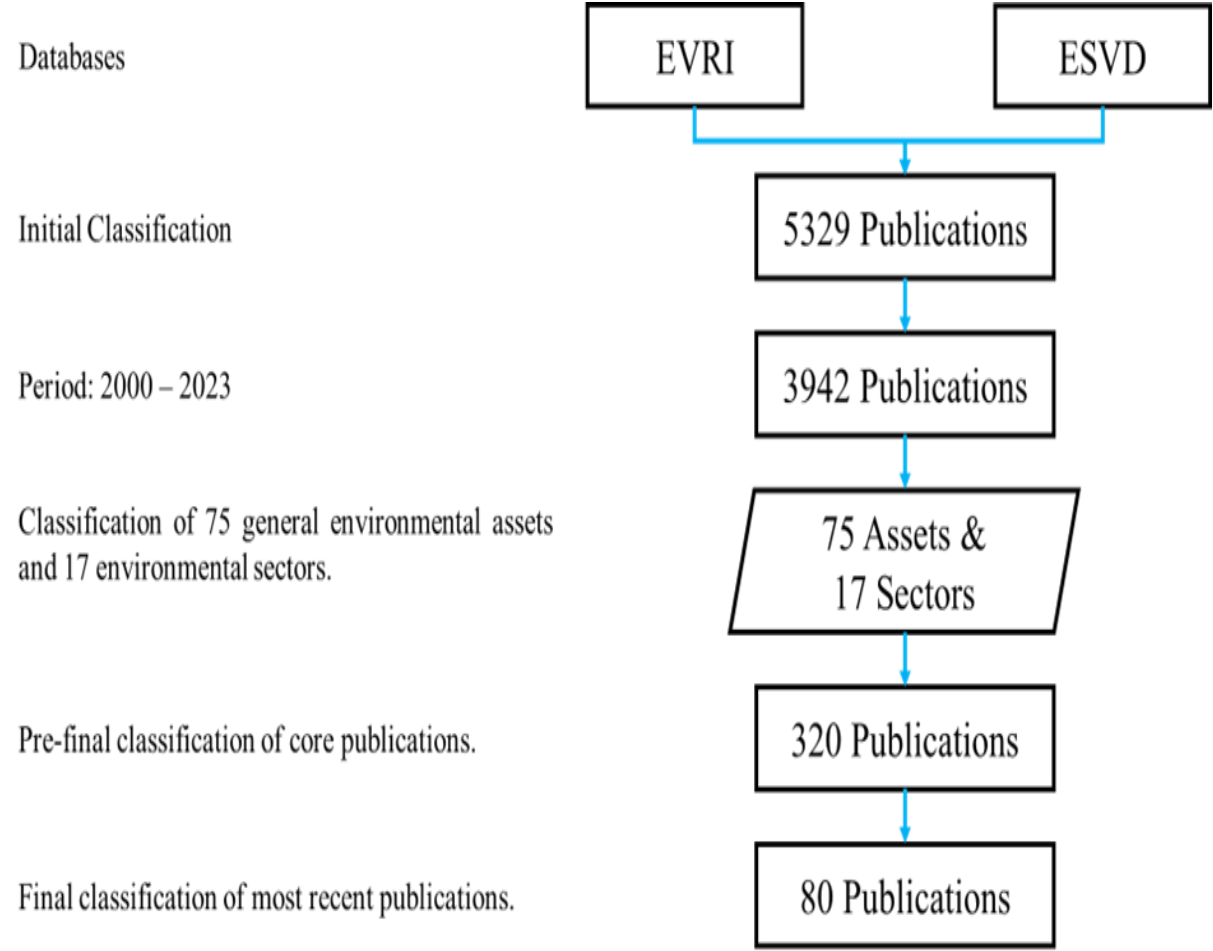 Databases
EVRI
ESVD
Initial Classification
5329 Publications
Period: 2000 – 2023
3942 Publications
Classification of 75 general environmental assets
and 17 environmental sectors.
75 Assets &
17 Sectors
Pre-final classification of core publications.
320 Publications
Final classification of most recent publications.
80 Publications